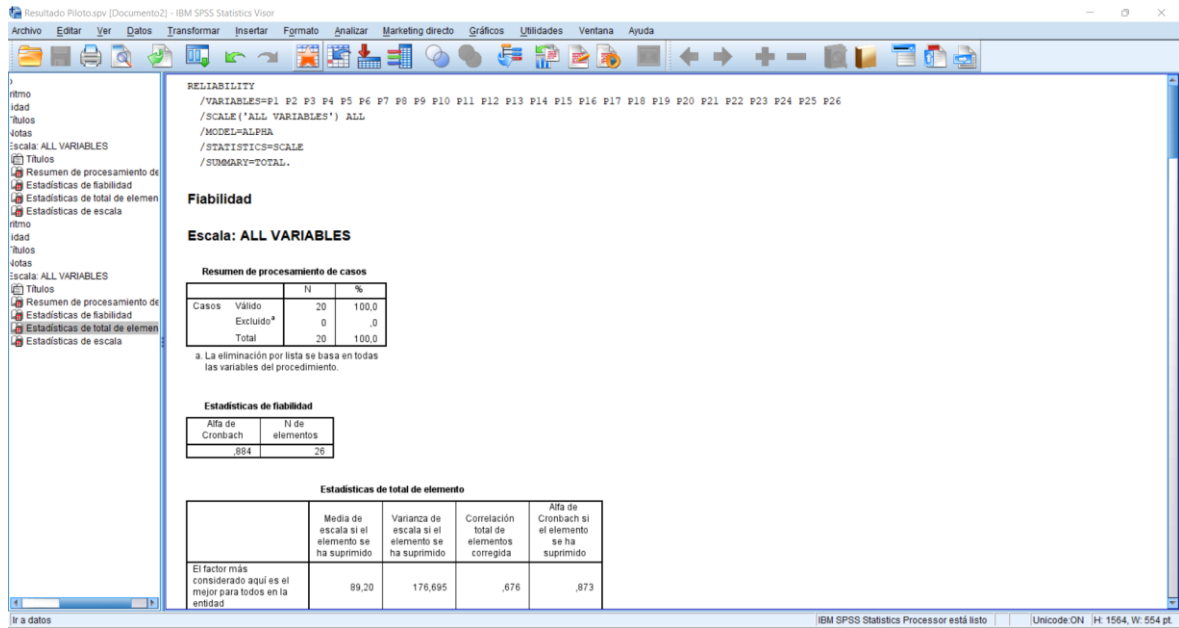 Resultado Piloto.spv [Documento2] - IBM SPSS Statistics Visor
Archivo Editar Ver Datos Transformar Insertar Formato Analizar Marketing directo Gráficos Utilidades Ventana Ayuda
ritmo
idad
Títulos
Notas
Escala: ALL VARIABLES
Títulos
Resumen de procesamiento de
Estadísticas de fiabilidad
Estadísticas de total de elemen
Estadísticas de escala
ritmo
idad
Títulos
Notas
Escala: ALL VARIABLES
Títulos
Resumen de procesamiento de
Estadísticas de fiabilidad
Estadísticas de total de elemen
Estadísticas de escala
RELIABILITY
/VARIABLES=P1 P2 P3 P4 P5 P6 P7 P8 P9 P10 P11 P12 P13 P14 P15 P16 P17 P18 P19 P20 P21 P22 P23 P24 P25 P26
/SCALE('ALL VARIABLES') ALL
/MODEL=ALPHA
/STATISTICS=SCALE
/SUMMARY=TOTAL.
Fiabilidad
Escala: ALL VARIABLES
Resumen de procesamiento de casos
N %
Casos Válido 20 100,0
Excluidoª 0 ,0
Total 20 100,0
a. La eliminación por lista se basa en todas
las variables del procedimiento.
Estadísticas de fiabilidad
Alfa de N de
Cronbach elementos
,884 26
Estadísticas de total de elemento
Media de escala si el elemento se ha suprimido
Varianza de escala si el elemento se ha suprimido
Correlación total de elementos corregida
Alfa de Cronbach si el elemento se ha suprimido
El factor más
considerado aquí es el
mejor para todos en la
entidad
89,20 176,695 ,676 ,873
Ir a datos
IBM SPSS Statistics Processor está listo Unicode:ON H: 1564, W: 554 pt.